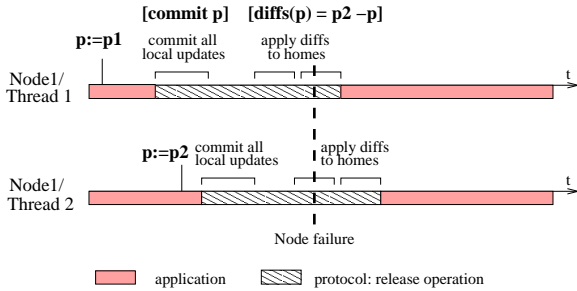 [commit p] [diffs(p) = p2 −p]
p:=p1
commit all
local updates
apply diffs
to homes
t
Node1/
Thread 1
p:=p2
commit all
local updates
apply diffs
to homes
t
Node1/
Thread 2
Node failure
application
protocol: release operation